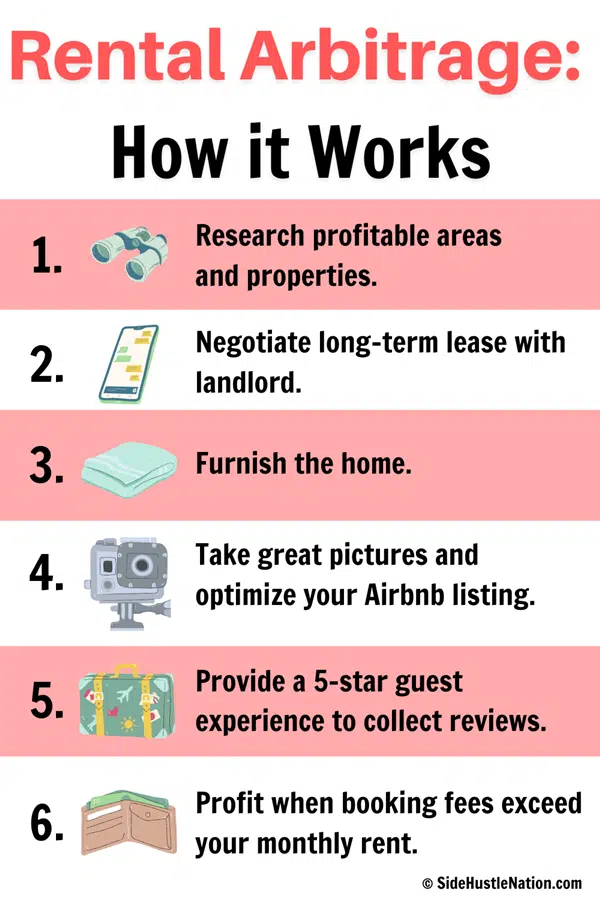 Rental Arbitrage:
How it Works
1.
Research profitable areas
and properties.
2.
Negotiate long-term lease with
landlord.
3.
Furnish the home.
4.
Take great pictures and
optimize your Airbnb listing.
5.
Provide a 5-star guest
experience to collect reviews.
6.
Profit when booking fees exceed
your monthly rent.
© SideHustleNation.com